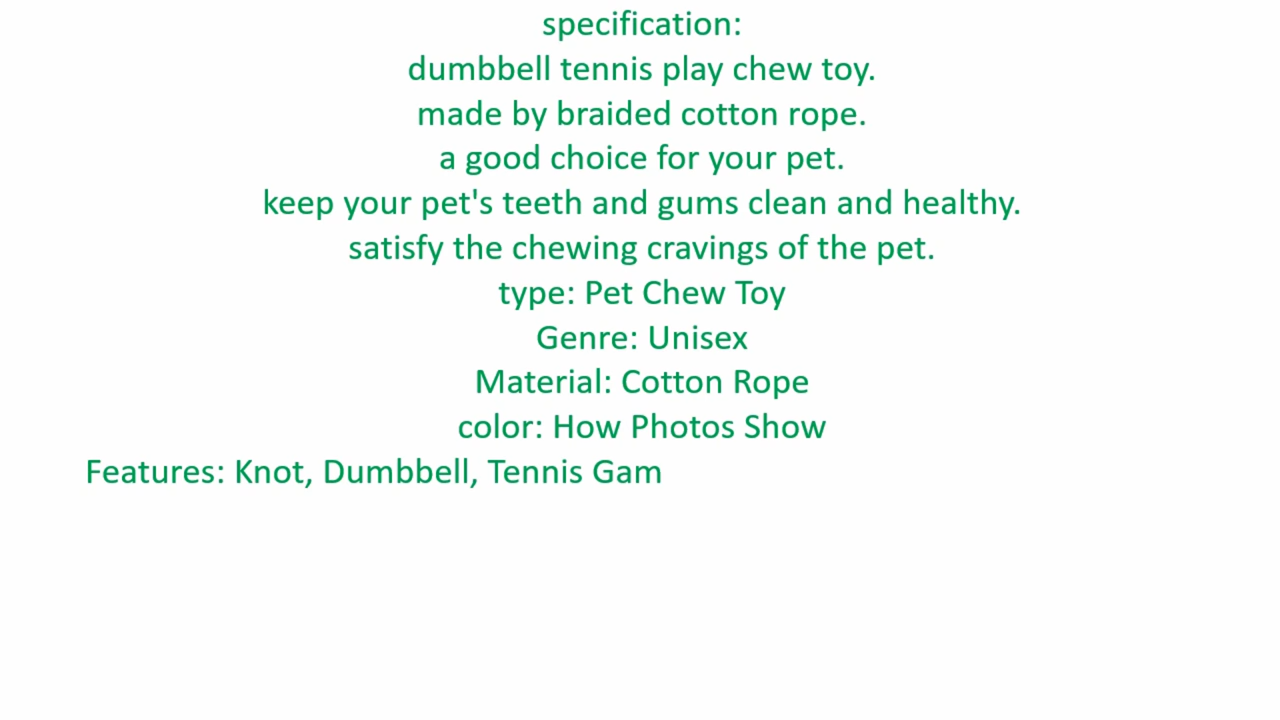 specification:
dumbbell tennis play chew toy.
made by braided cotton rope.
a good choice for your pet.
keep your pet's teeth and gums clean and healthy.
satisfy the chewing cravings of the pet.
type: Pet Chew Toy
Genre: Unisex
Material: Cotton Rope
color: How Photos Show
Features: Knot, Dumbbell, Tennis Gam